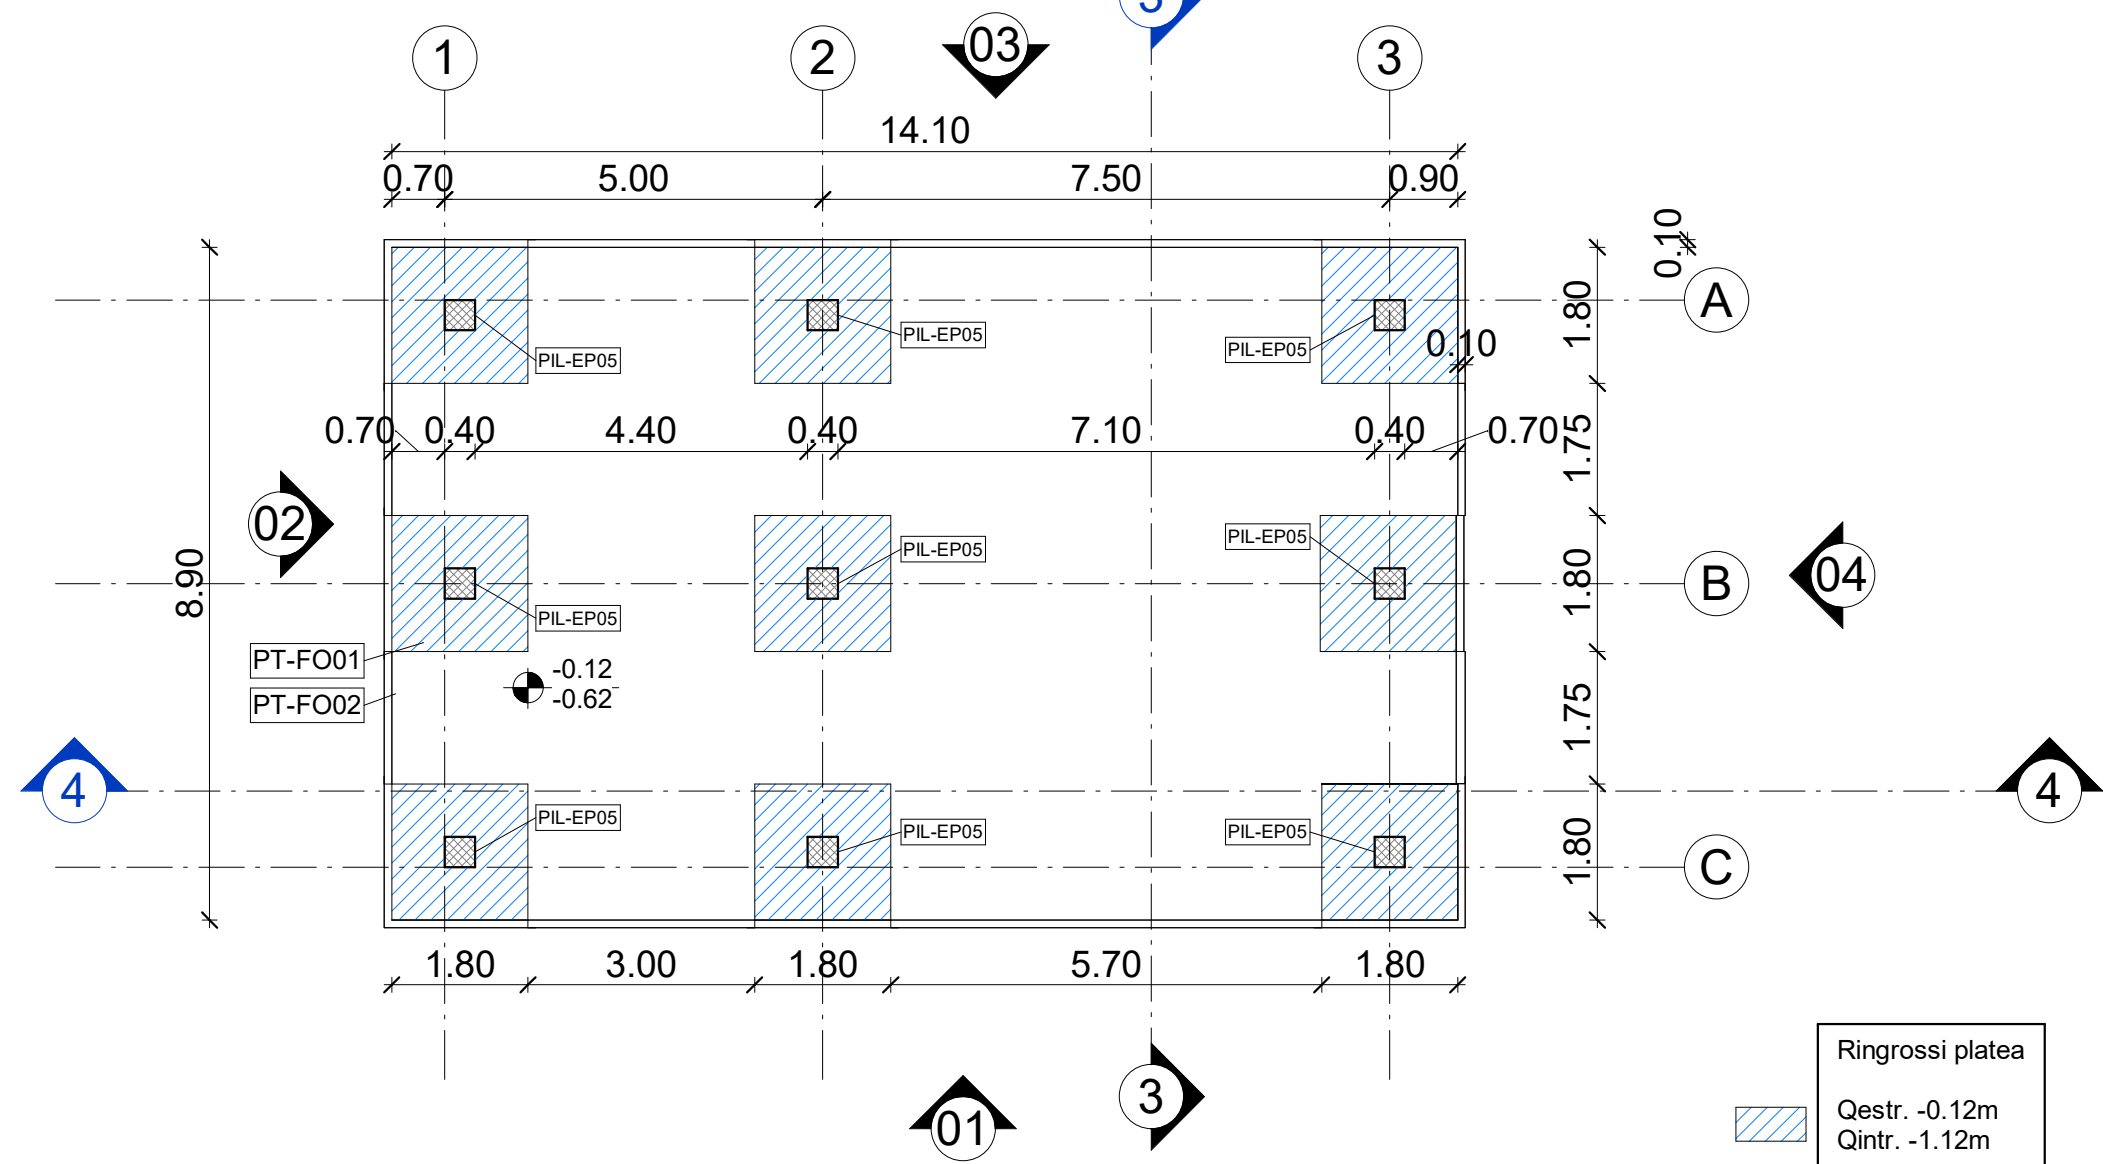 3
1
2
03
3
14.10
0.70
5.00
7.50
0.90
0.10
A
1.80
PIL-EP05
PIL-EP05
PIL-EP05
0.10
0.70
0.40
4.40
0.40
7.10
0.40
0.70
1.75
02
PIL-EP05
PIL-EP05
8.90
1.80
B
04
PIL-EP05
PT-FO01
-0.12
-0.62
PT-FO02
1.75
4
4
PIL-EP05
PIL-EP05
PIL-EP05
1.80
C
1.80
3.00
1.80
5.70
1.80
3
01
Ringrossi platea
Qestr. -0.12m
Qintr. -1.12m